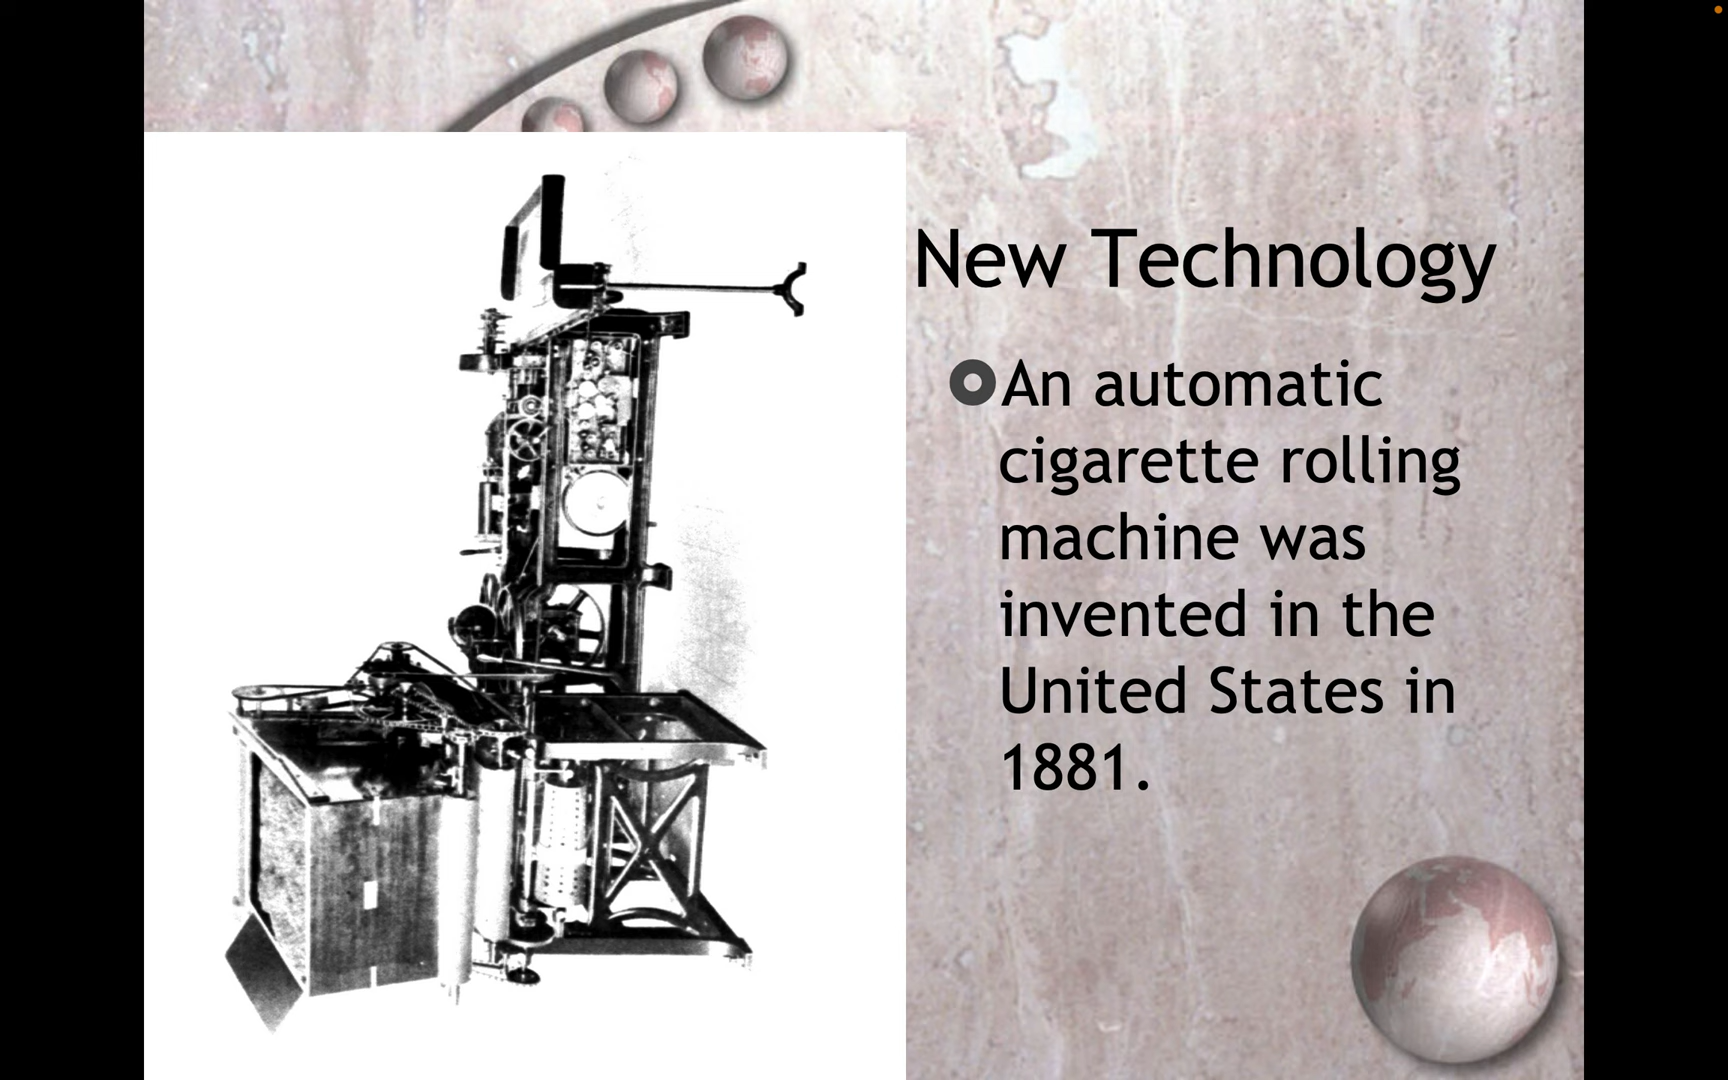 New Technology
An automatic
cigarette rolling
machine was
invented in the
United States in
1881.